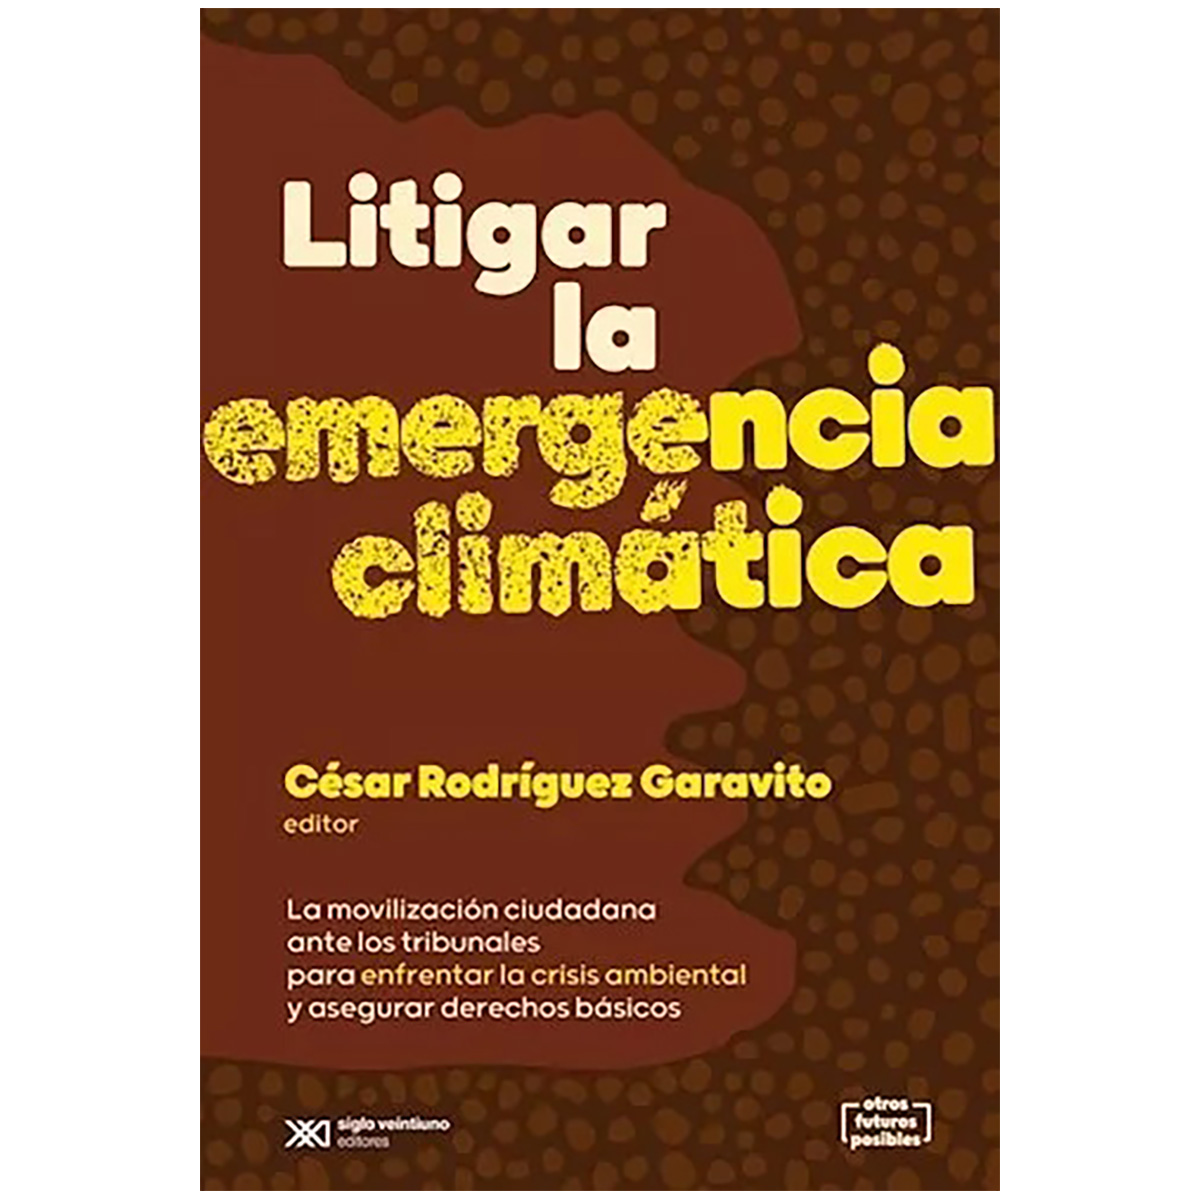 Litigar
la
emergencia
climática
César Rodríguez Garavito
editor
La movilización ciudadana
ante los tribunales
para enfrentar la crisis ambiental
y asegurar derechos básicos
siglo veintiuno
editores
otros
futuros
posibles